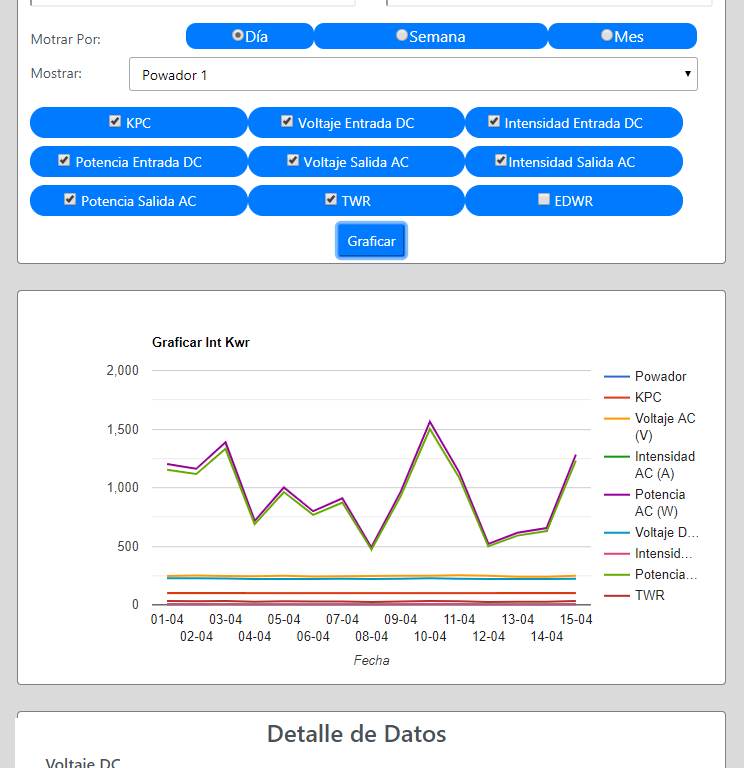 Motrar Por:
Día
Semana
Mes
Mostrar:
Powador 1
KPC
Voltaje Entrada DC
Intensidad Entrada DC
Potencia Entrada DC
Voltaje Salida AC
Intensidad Salida AC
Potencia Salida AC
TWR
EDWR
Graficar
Graficar Int Kwr
2,000
1,500
1,000
500
0
01-04
03-04
05-04
07-04
09-04
11-04
13-04
15-04
02-04
04-04
06-04
08-04
10-04
12-04
14-04
Fecha
Powador
KPC
Voltaje AC
(V)
Intensidad
AC (A)
Potencia
AC (W)
Voltaje D...
Intensid...
Potencia...
TWR
Detalle de Datos
Voltaje DC